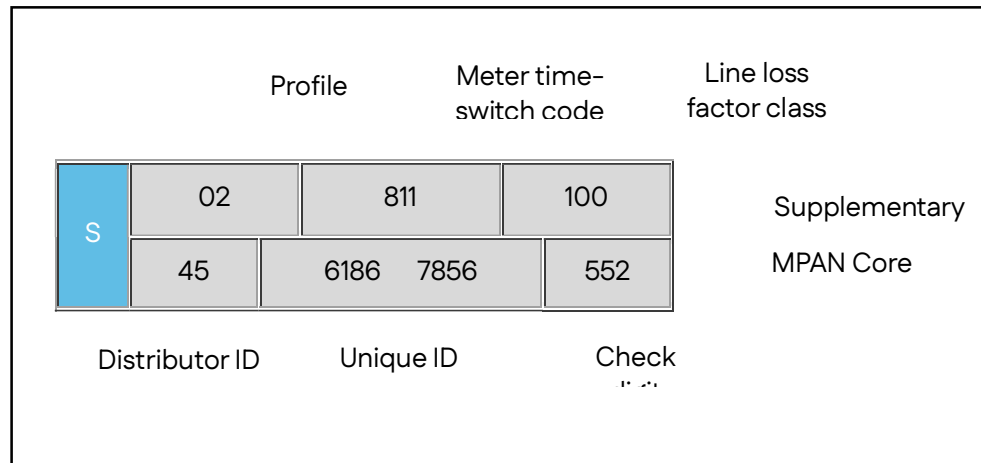 Profile
Meter time-
switch code
Line loss
factor class
S
02 811 100
Supplementary
45 6186 7856 552
MPAN Core
Distributor ID Unique ID Check